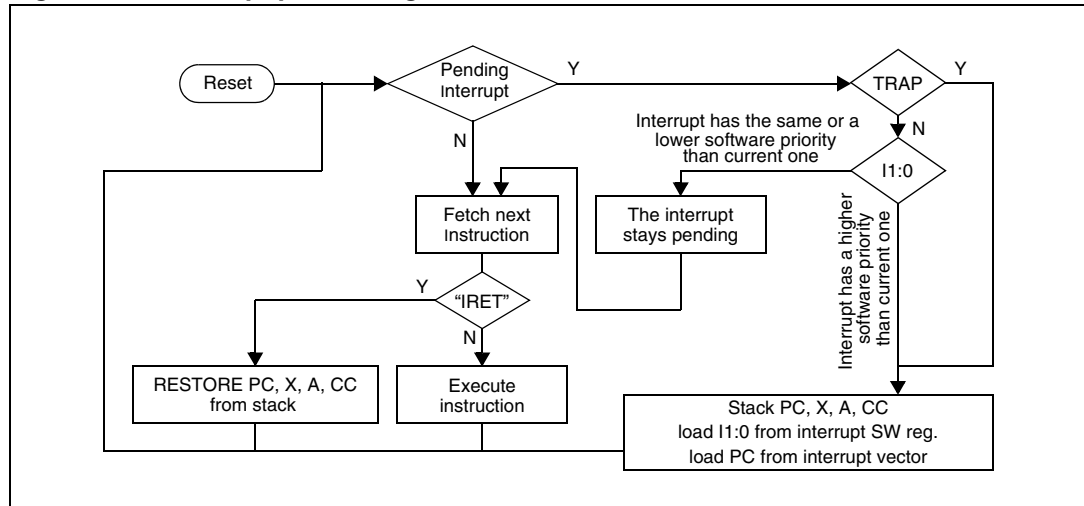 Reset
Pending
Interrupt
Y
TRAP
Y
N
N
Interrupt has the same or a
lower software priority
than current one
I1:0
Fetch next
Instruction
The interrupt
stays pending
Interrupt has a higher
software priority
than current one
Y
"IRET"
N
RESTORE PC, X, A, CC
from stack
Execute
instruction
Stack PC, X, A, CC
load I1:0 from interrupt SW reg.
load PC from interrupt vector